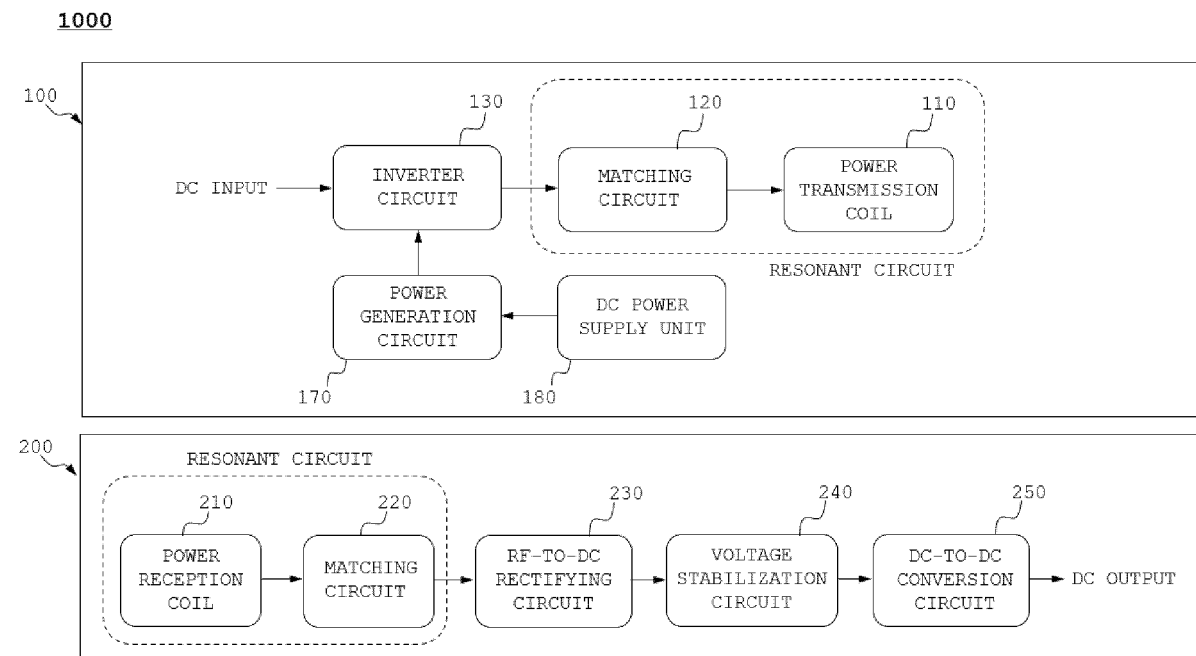 1000
100
130
120
110
DC INPUT
INVERTER
CIRCUIT
MATCHING
CIRCUIT
POWER
TRANSMISSION
COIL
RESONANT CIRCUIT
POWER
GENERATION
CIRCUIT
DC POWER
SUPPLY UNIT
170
180
200
RESONANT CIRCUIT
210
220
230
240
250
POWER
RECEPTION
COIL
MATCHING
CIRCUIT
RF-TO-DC
RECTIFYING
CIRCUIT
VOLTAGE
STABILIZATION
CIRCUIT
DC-TO-DC
CONVERSION
CIRCUIT
DC OUTPUT